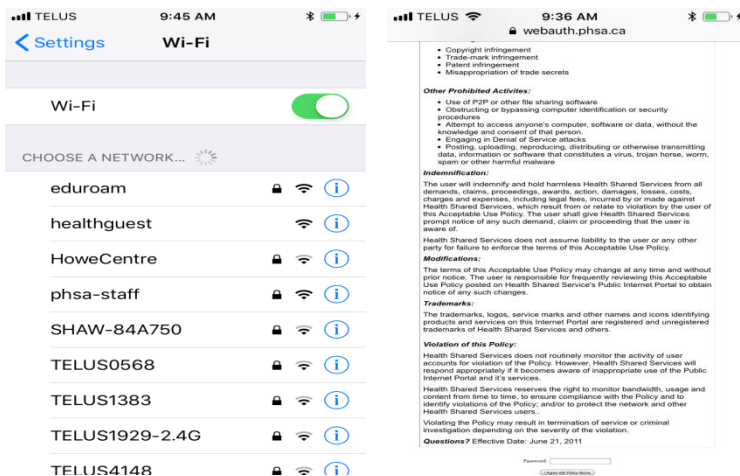 TELUS 9:45 AM
Settings Wi-Fi
Wi-Fi
CHOOSE A NETWORK...
eduroam
healthguest
HoweCentre
phsa-staff
SHAW-84A750
TELUS0568
TELUS1383
TELUS1929-2.4G
TELUS4148
TELUS 9:36 AM
webauth.phsa.ca
• Copyright infringement
• Trade-mark infringement
• Patent infringement
• Misappropriation of trade secrets
Other Prohibited Activites:
• Use of P2P or other file sharing software
• Obstructing or bypassing computer identification or security
procedures
• Attempt to access anyone's computer, software or data, without the
knowledge and consent of that person.
• Engaging in Denial of Service attacks
• Posting, uploading, reproducing, distributing or otherwise transmitting
data, information or software that constitutes a virus, trojan horse, worm,
spam or other harmful malware
Indemnification:
The user will indemnify and hold harmless Health Shared Services from all
demands, claims, proceedings, awards, action, damages, losses, costs,
charges and expenses, including legal fees, incurred by or made against
Health Shared Services, which result from or relate to violation by the user of
this Acceptable Use Policy. The user shall give Health Shared Services
prompt notice of any such demand, claim or proceeding that the user is
aware of.
Health Shared Services does not assume liability to the user or any other
party for failure to enforce the terms of this Acceptable Use Policy.
Modifications:
The terms of this Acceptable Use Policy may change at any time and without
prior notice. The user is responsible for frequently reviewing this Acceptable
Use Policy posted on Health Shared Service's Public Internet Portal to obtain
notice of any such changes.
Trademarks:
The trademarks, logos, service marks and other names and icons identifying
products and services on this Internet Portal are registered and unregistered
trademarks of Health Shared Services and others.
Violation of this Policy:
Health Shared Services does not routinely monitor the activity of user
accounts for violation of the Policy. However, Health Shared Services will
respond appropriately if it becomes aware of inappropriate use of the Public
Internet Portal and it's services.
Health Shared Services reserves the right to monitor bandwidth, usage and
content from time to time, to ensure compliance with the Policy and to
identify violations of the Policy; and/or to protect the network and other
Health Shared Services users..
Violating the Policy may result in termination of service or criminal
investigation depending on the severity of the violation.
Questions? Effective Date: June 21, 2011
Password:
I Agree with Policy Above